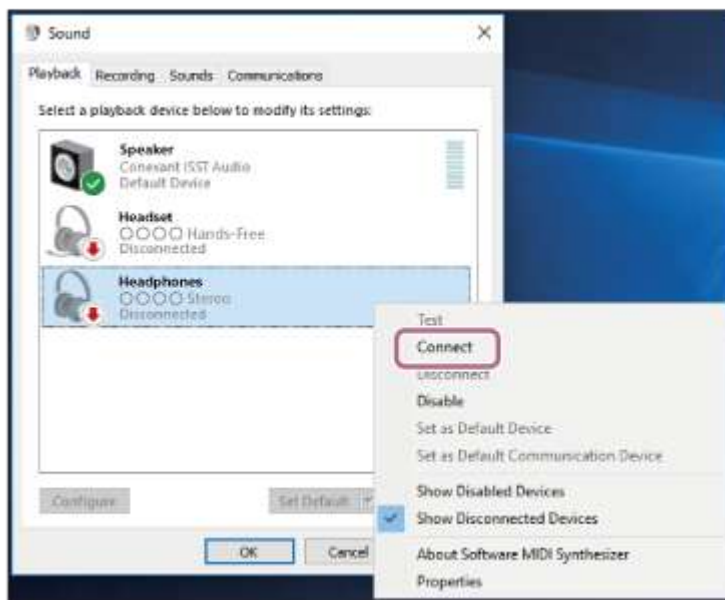 Sound
Playback Recording Sounds Communications
Select a playback device below to modify its settings:
Speaker
Conexant ISST Audio
Default Device
Headset
○○○○ Hands-Free
Disconnected
Headphones
○○○○ Stereo
Disconnected
Test
Connect
Disconnect
Disable
Set as Default Device
Set as Default Communication Device
Show Disabled Devices
Show Disconnected Devices
About Software MIDI Synthesizer
Properties
Configure
Set Default
OK
Cancel